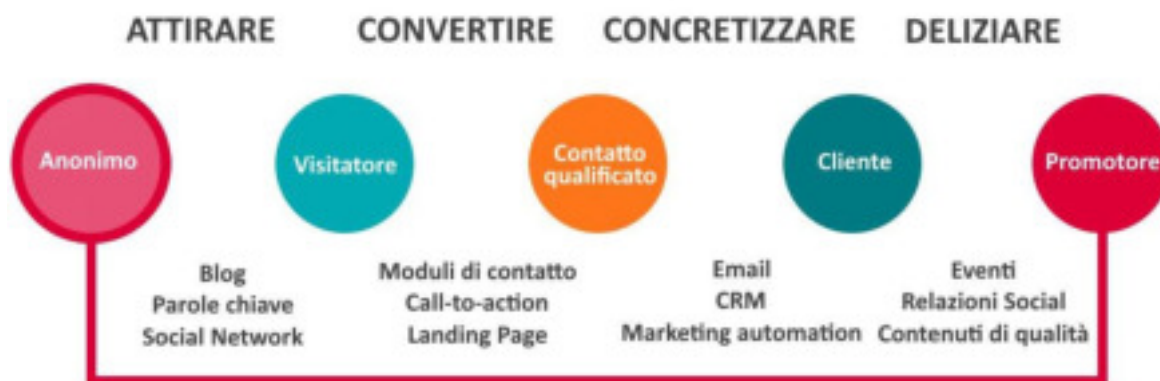 ATTIRARE CONVERTIRE CONCRETIZZARE DELIZIARE
Anonimo
Visitatore
Contatto
qualificato
Cliente
Promotore
Blog
Parole chiave
Social Network
Moduli di contatto
Call-to-action
Landing Page
Email
CRM
Marketing automation
Eventi
Relazioni Social
Contenuti di qualità